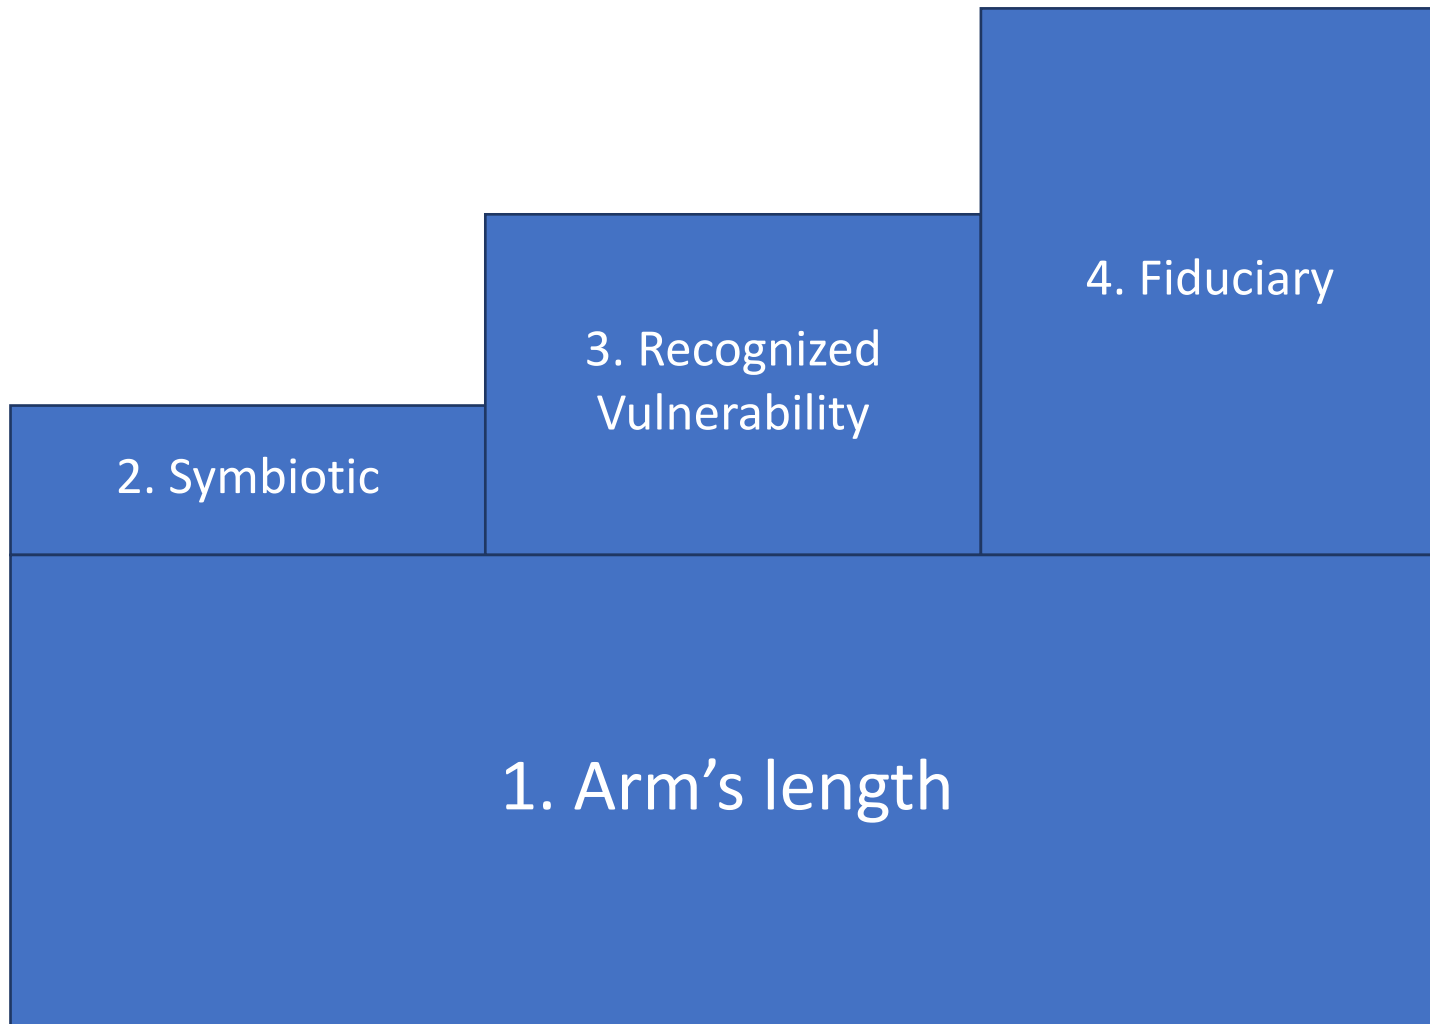 4. Fiduciary
3. Recognized
Vulnerability
2. Symbiotic
1. Arm’s length